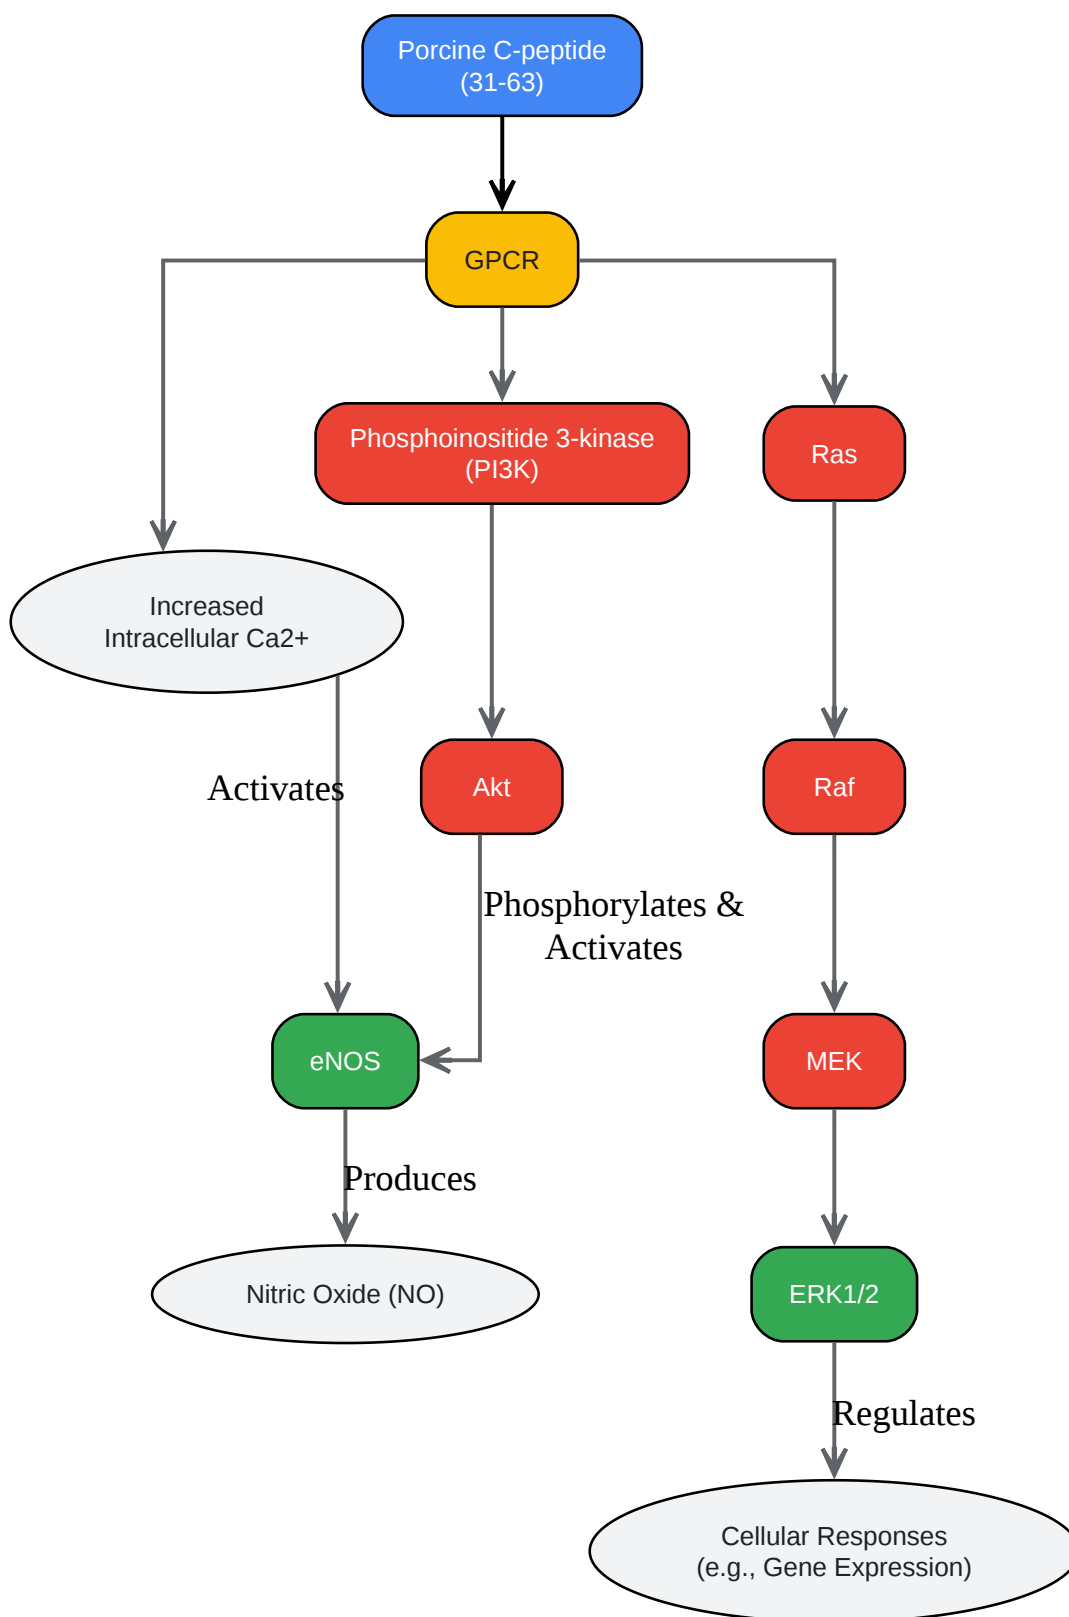 Porcine C-peptide
(31-63)
GPCR
Phosphoinositide 3-kinase
(PI3K)
Ras
Increased
Intracellular Ca2+
Activates
Akt
Raf
Phosphorylates &
Activates
eNOS
MEK
Produces
Nitric Oxide (NO)
ERK1/2
Regulates
Cellular Responses
(e.g., Gene Expression)